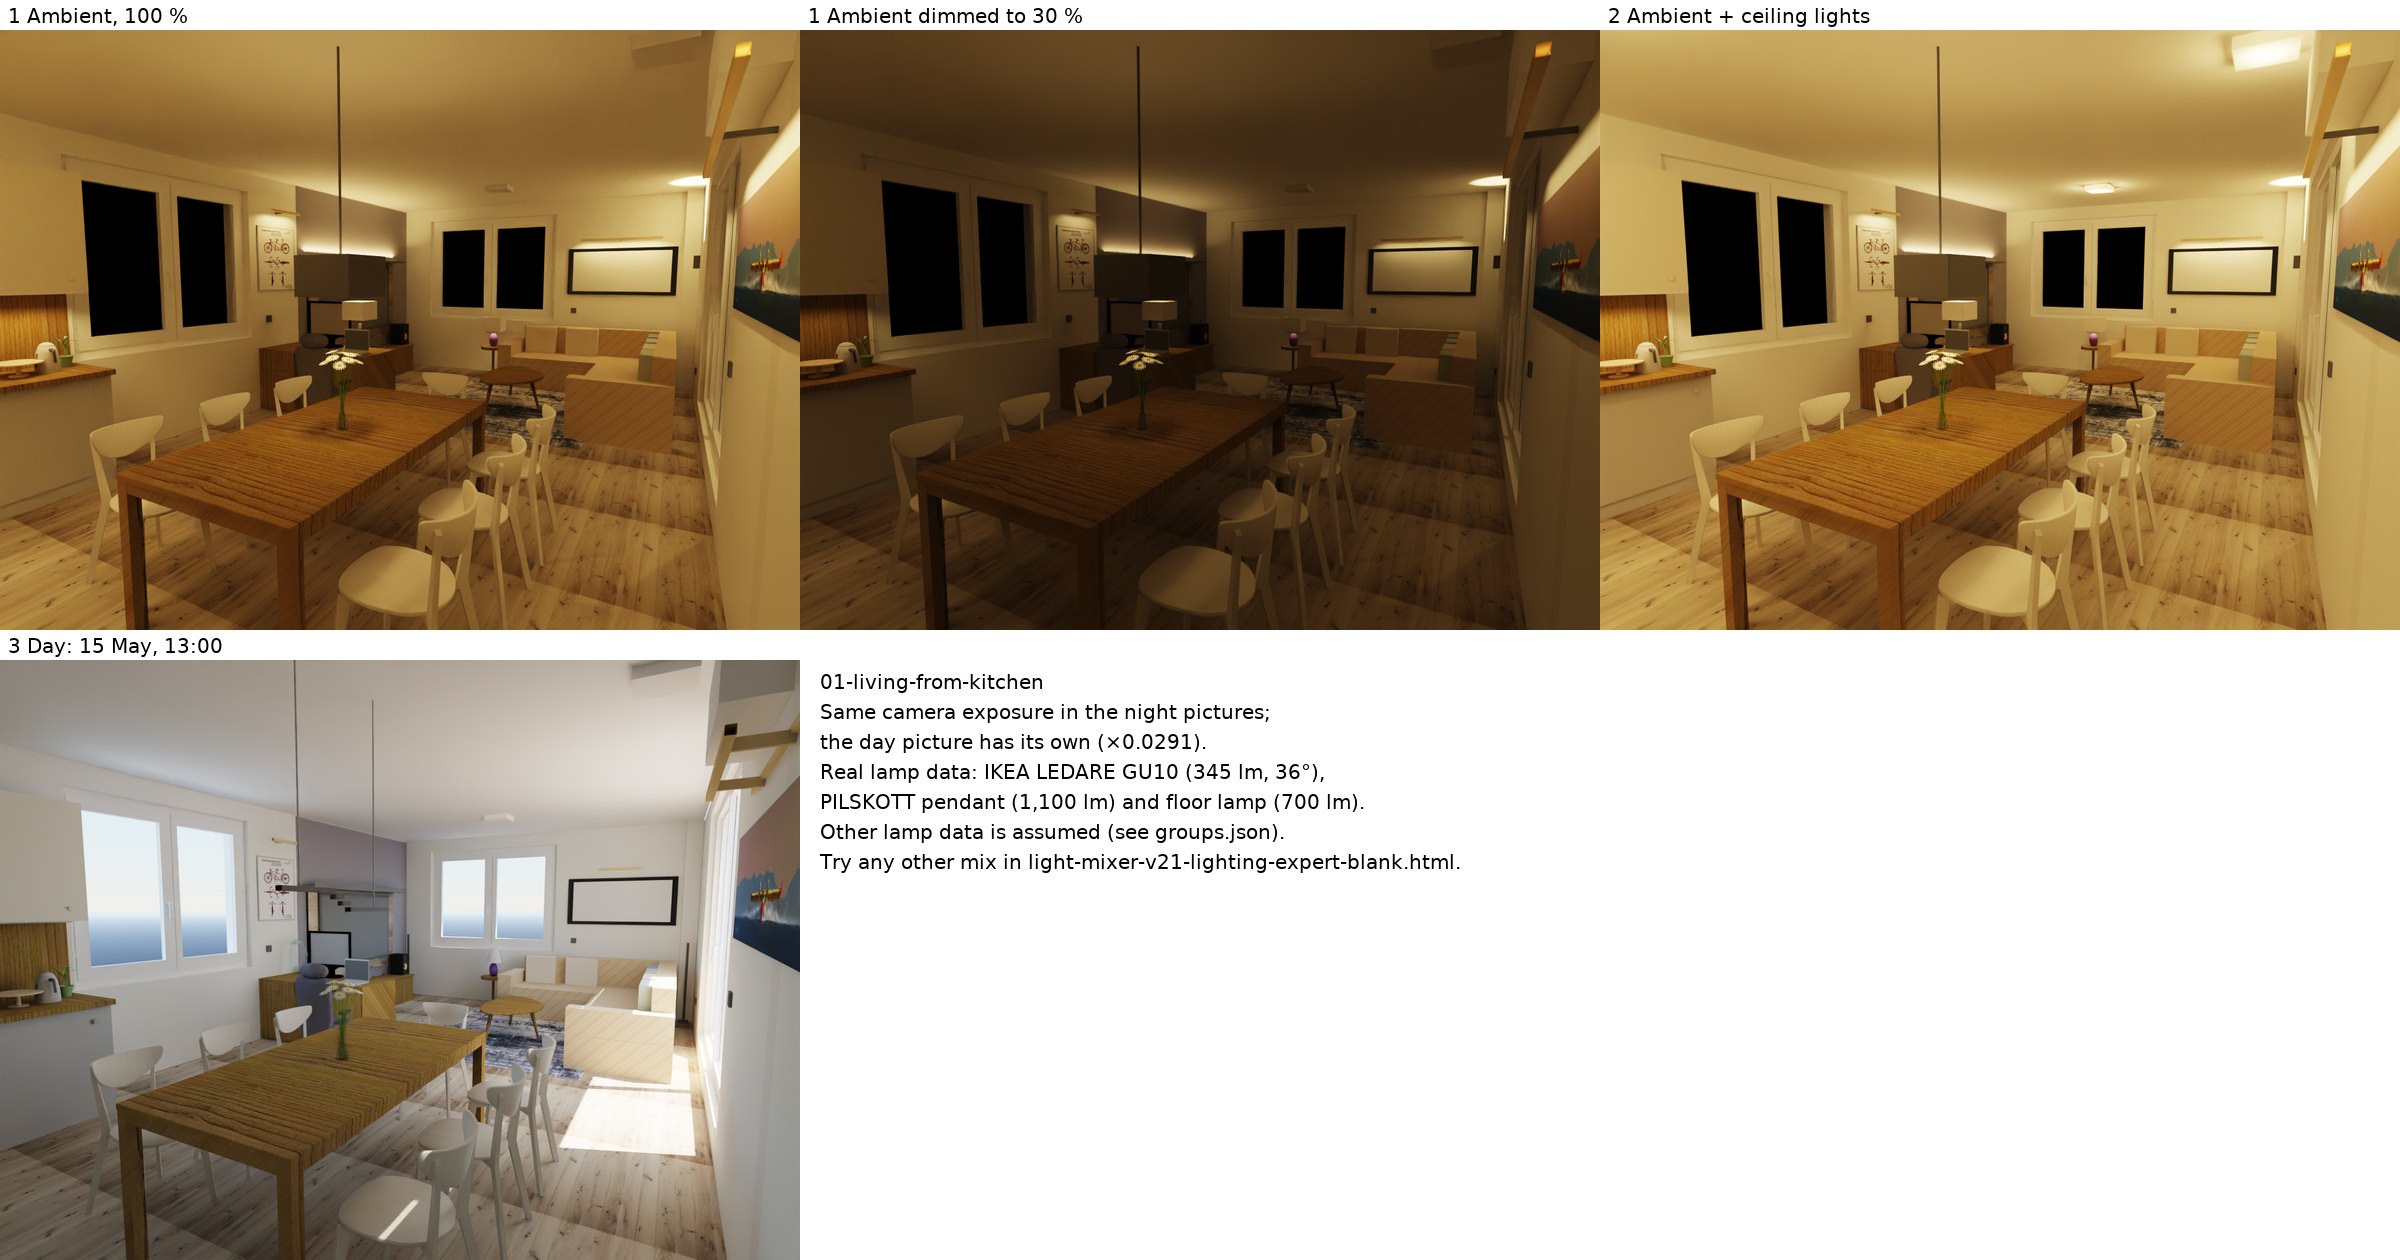 1 Ambient, 100 %
1 Ambient dimmed to 30 %
2 Ambient + ceiling lights
3 Day: 15 May, 13:00
01-living-from-kitchen
Same camera exposure in the night pictures;
the day picture has its own (×0.0291).
Real lamp data: IKEA LEDARE GU10 (345 lm, 36°),
PILSKOTT pendant (1,100 lm) and floor lamp (700 lm).
Other lamp data is assumed (see groups.json).
Try any other mix in light-mixer-v21-lighting-expert-blank.html.